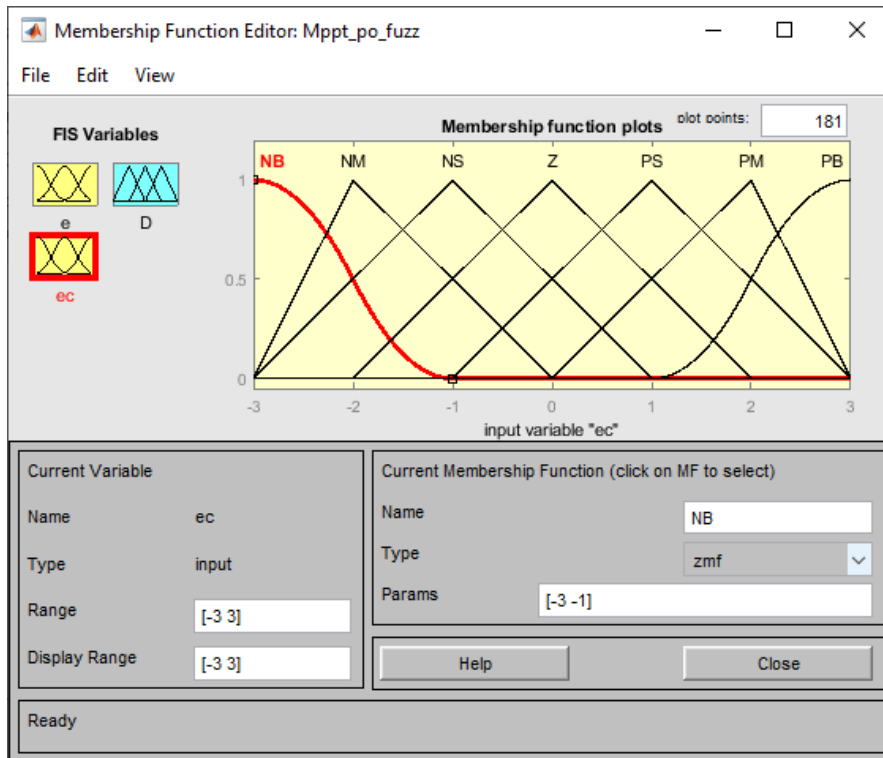 Membership Function Editor: Mppt_po_fuzz
File Edit View
FIS Variables
Membership function plots
plot points:
181
e
D
ec
NB NM NS Z PS PM PB
1
0.5
0
-3 -2 -1 0 1 2 3
input variable "ec"
Current Variable
Name ec
Type input
Range [-3 3]
Display Range [-3 3]
Current Membership Function (click on MF to select)
Name NB
Type zmf
Params [-3 -1]
Help Close
Ready